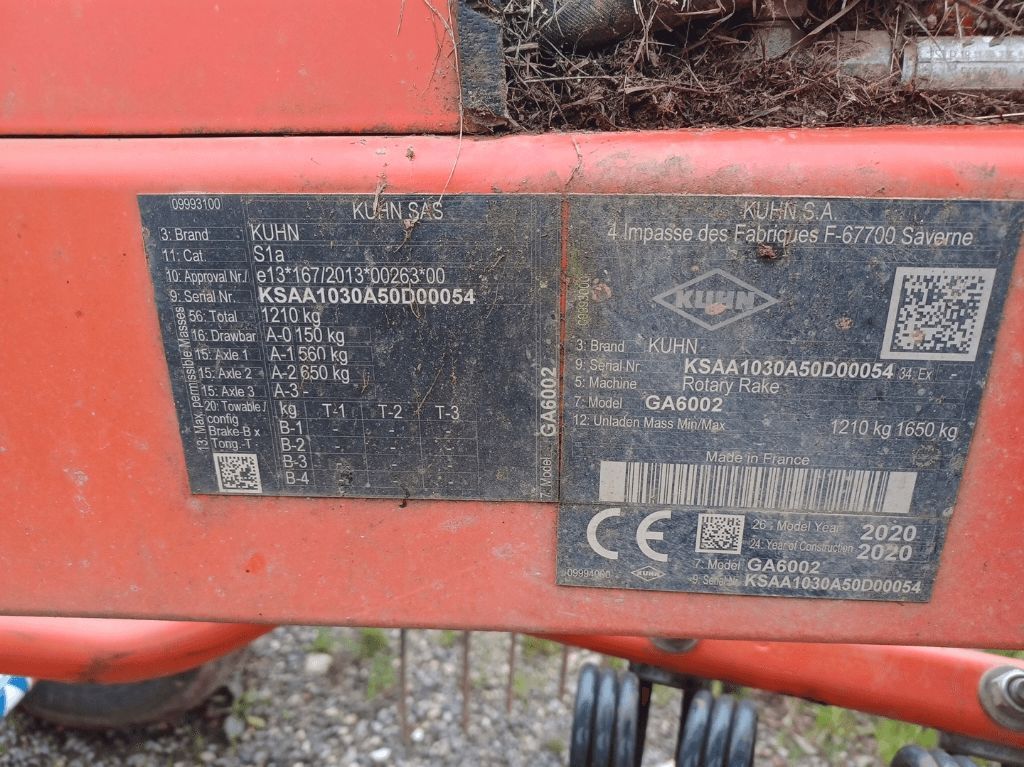 09993100 KUHN SAS
3: Brand KUHN
11: Cat. S1a
10: Approval Nr./ e13*167/2013*00263*00
9: Serial Nr. KSAA1030A50D00054
13: Max. permissible Masses
56: Total 1210 kg
16: Drawbar A-0 150 kg
15: Axle 1 A-1 560 kg
15: Axle 2 A-2 650 kg
15: Axle 3 A-3 -
20: Towable / config kg T-1 T-2 T-3
Brake-B x B-1 - - -
Tong.-T B-2 - - -
B-3 - - -
B-4 - - -
7: Model GA6002
KUHN S.A.
4 Impasse des Fabriques F-67700 Saverne
KUHN
3: Brand KUHN
9: Serial Nr. KSAA1030A50D00054 34: Ex -
5: Machine Rotary Rake
7: Model GA6002
12: Unladen Mass Min/Max 1210 kg 1650 kg
Made in France
CE
26: Model Year 2020
24: Year of Construction 2020
7: Model GA6002
09994000 KUHN 9: Serial Nr. KSAA1030A50D00054